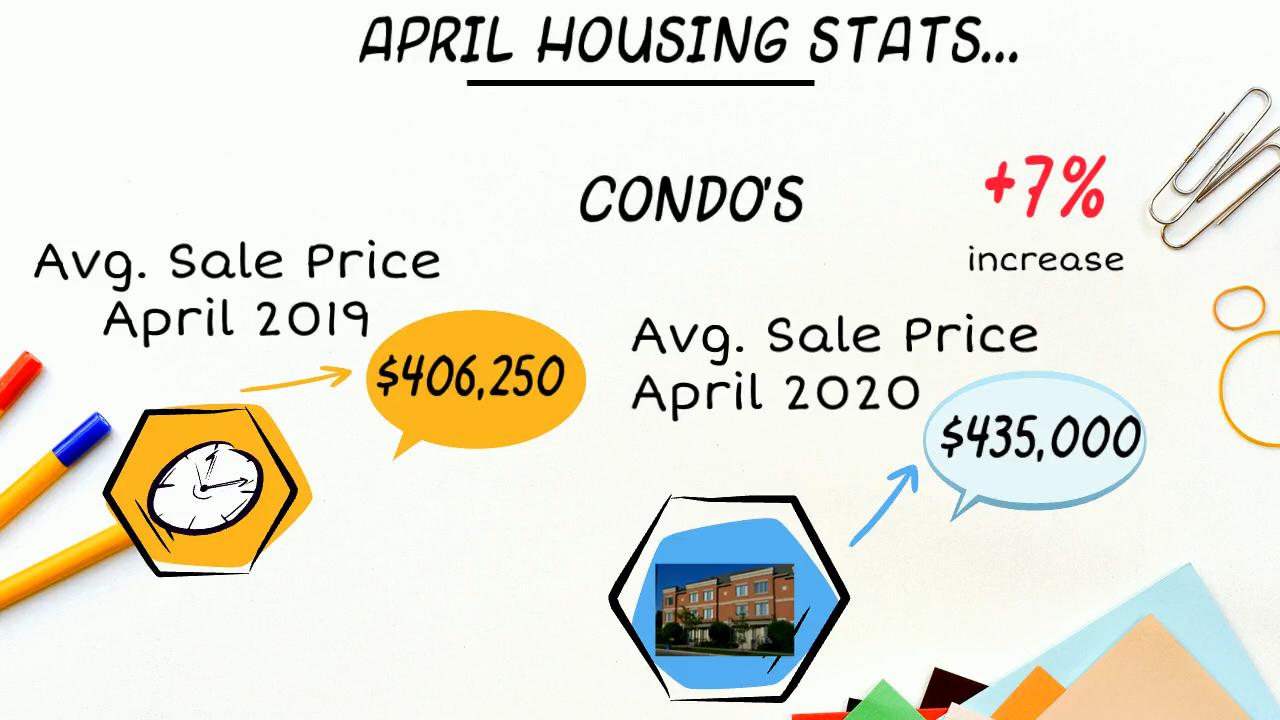 APRIL HOUSING STATS...
CONDO'S
+7%
increase
Avg. Sale Price
April 2019
$406,250
Avg. Sale Price
April 2020
$435,000